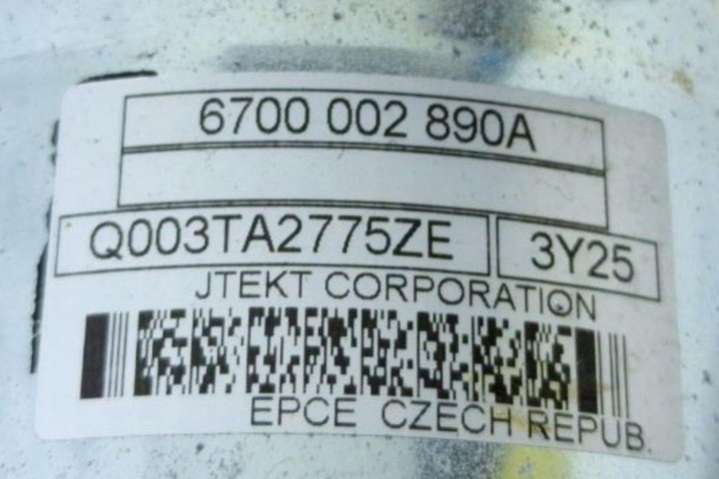 6700 002 890A
Q003TA2775ZE 3Y25
JTEKT CORPORATION
EPCE CZECH REPUB.